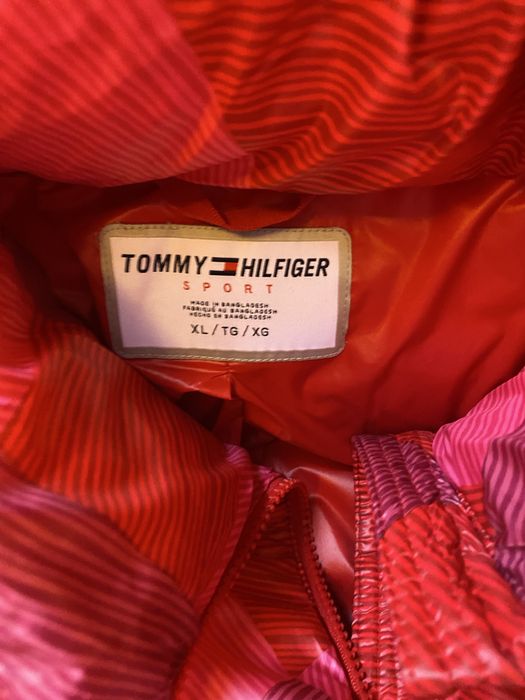 TOMMY HILFIGER
SPORT
MADE IN BANGLADESH
FABRIQUÉ AU BANGLADESH
HECHO EN BANGLADESH
XL / TG / XG